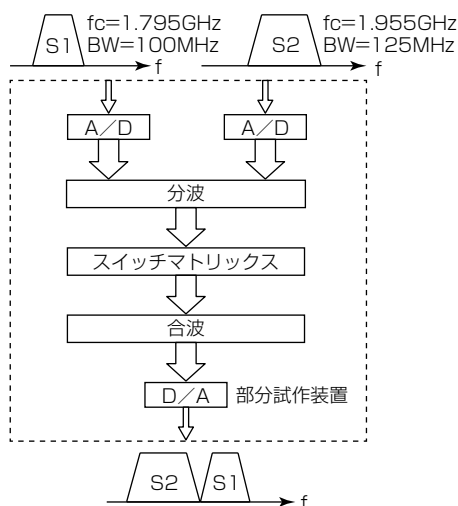 S1
fc=1.795GHz
BW=100MHz
f
S2
fc=1.955GHz
BW=125MHz
f
A／D
A／D
分波
スイッチマトリックス
合波
D／A
部分試作装置
S2
S1
f